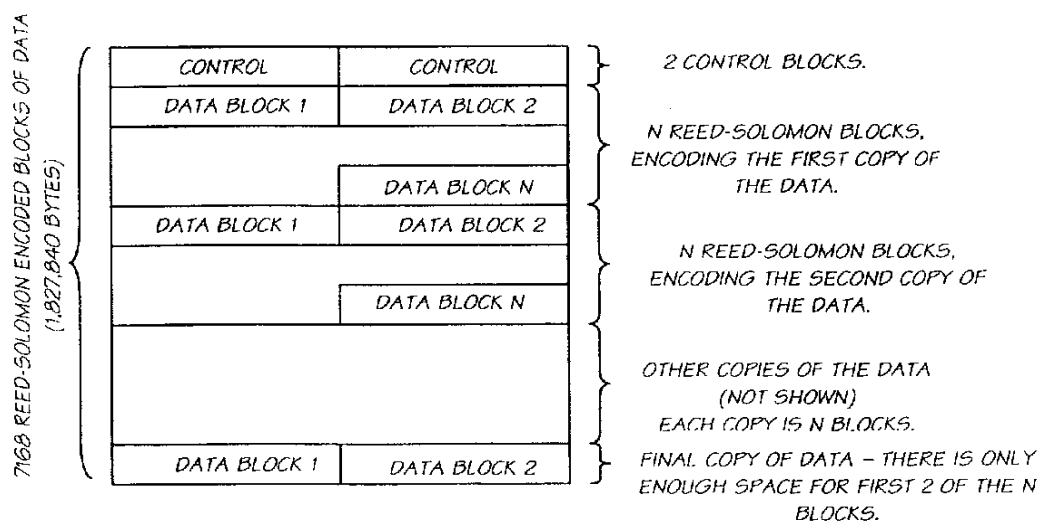 7168 REED-SOLOMON ENCODED BLOCKS OF DATA
(1,827,840 BYTES)
CONTROL CONTROL
2 CONTROL BLOCKS.
DATA BLOCK 1 DATA BLOCK 2
DATA BLOCK N
N REED-SOLOMON BLOCKS,
ENCODING THE FIRST COPY OF
THE DATA.
DATA BLOCK 1 DATA BLOCK 2
DATA BLOCK N
N REED-SOLOMON BLOCKS,
ENCODING THE SECOND COPY OF
THE DATA.
OTHER COPIES OF THE DATA
(NOT SHOWN)
EACH COPY IS N BLOCKS.
DATA BLOCK 1 DATA BLOCK 2
FINAL COPY OF DATA – THERE IS ONLY
ENOUGH SPACE FOR FIRST 2 OF THE N
BLOCKS.